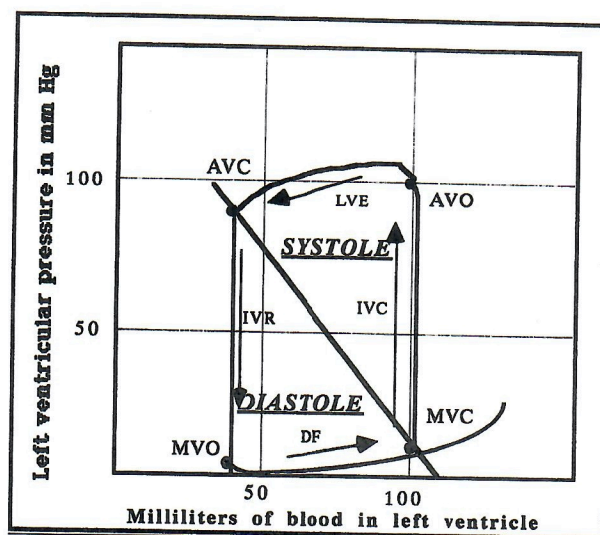 Left ventricular pressure in mm Hg
AVC
100
LVE
AVO
SYSTOLE
IVR
IVC
50
DIASTOLE
MVC
MVO
DF
50
100
Milliliters of blood in left ventricle